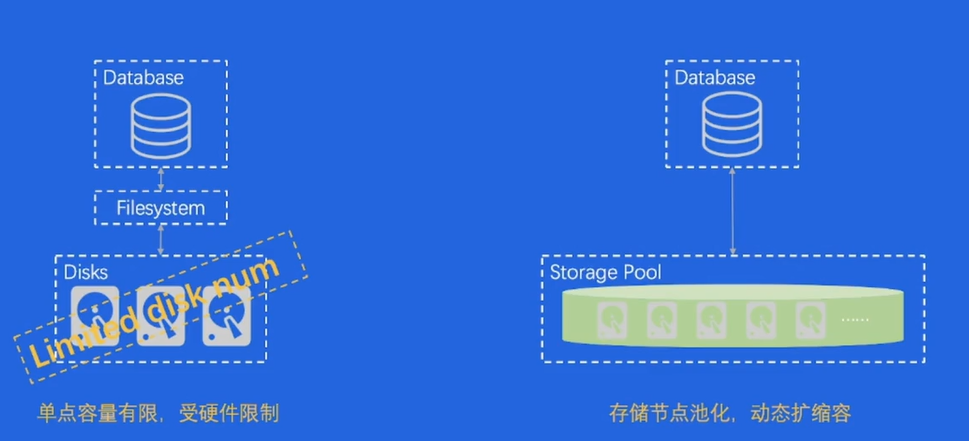 Database
Filesystem
Disks
Limited disk num
单点容量有限，受硬件限制
Database
Storage Pool
······
存储节点池化，动态扩缩容